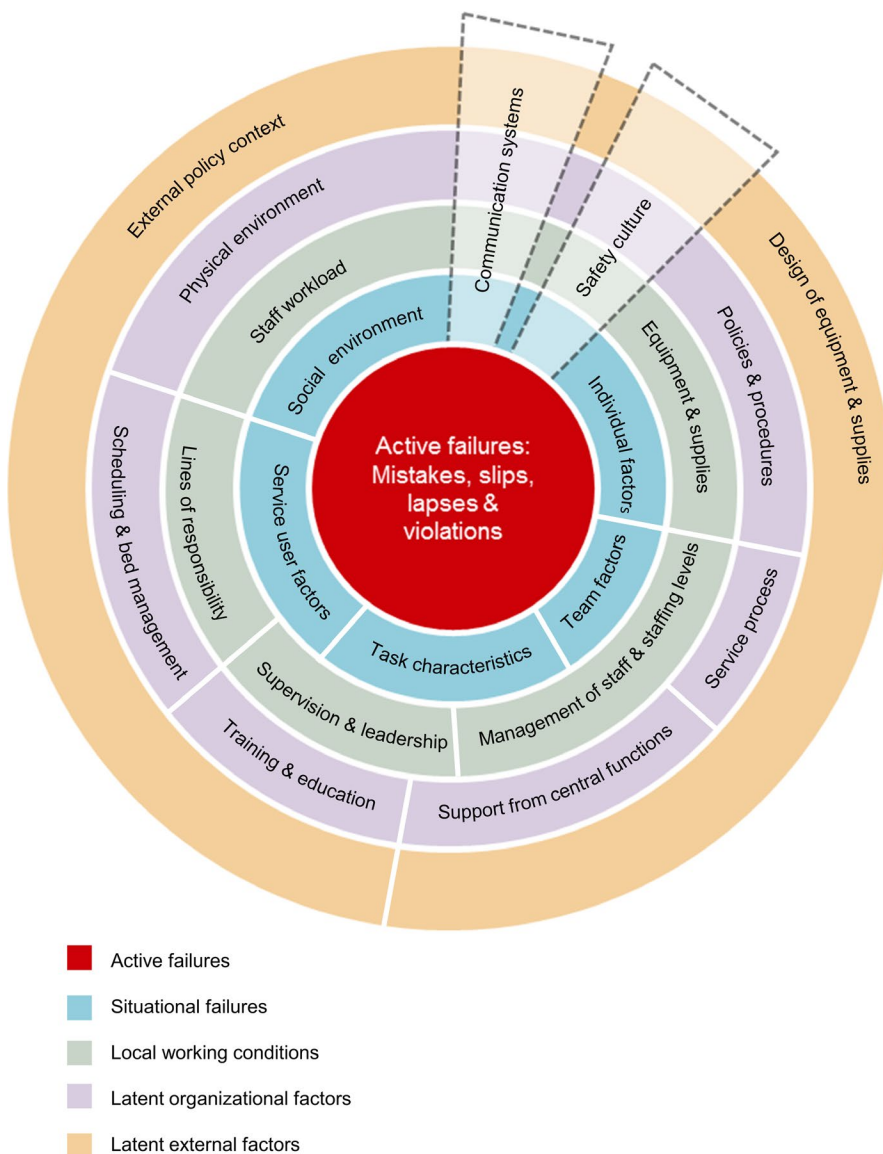 External policy context
Design of equipment & supplies
Physical environment
Policies & procedures
Service process
Support from central functions
Training & education
Scheduling & bed management
Staff workload
Equipment & supplies
Management of staff & staffing levels
Supervision & leadership
Lines of responsibility
Social environment
Individual factors
Team factors
Task characteristics
Service user factors
Communication systems
Safety culture
Active failures:
Mistakes, slips,
lapses &
violations
Active failures
Situational failures
Local working conditions
Latent organizational factors
Latent external factors